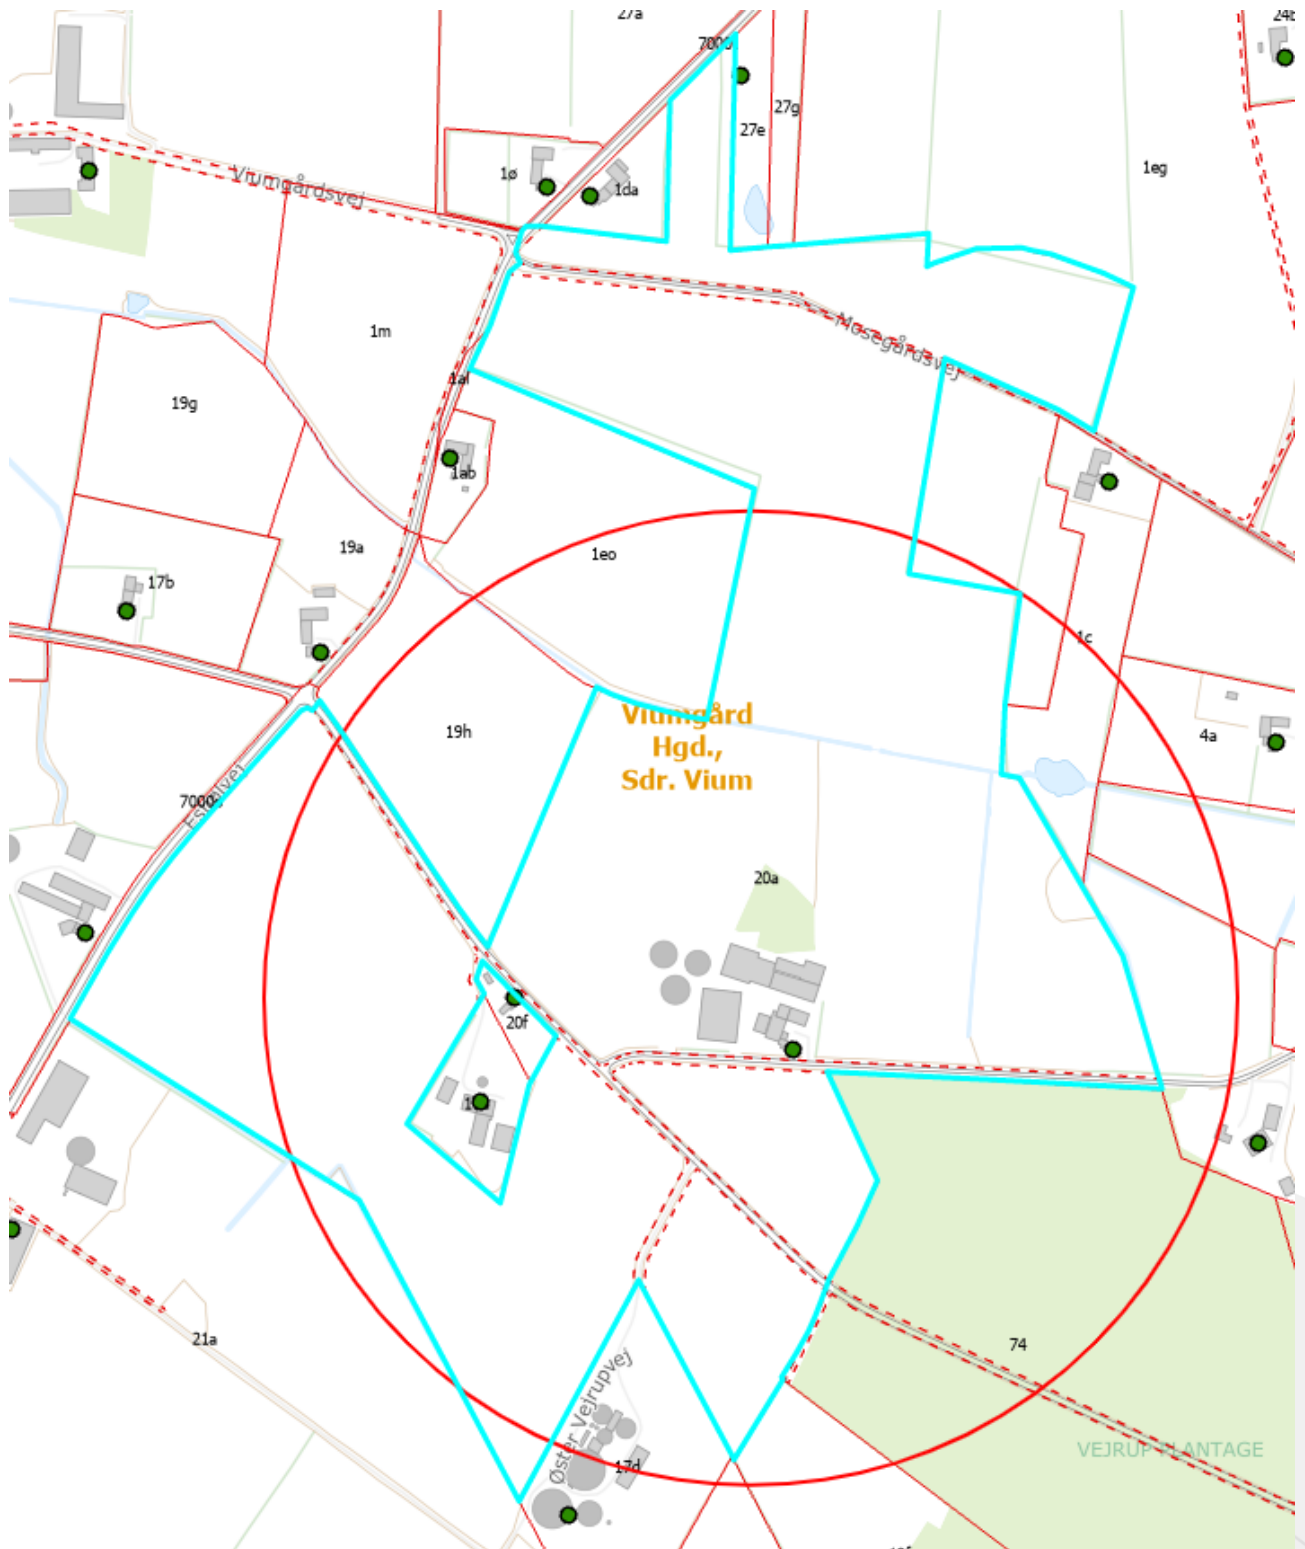 27a
24b
7000
27g
27e
1eg
1ø
1da
Viumgårdsvej
1m
Mosegårdsvej
1al
19g
1ab
1eo
19a
17b
1c
Viumgård
Hgd.,
Sdr. Vium
19h
4a
7000
20a
20f
21a
74
Øster Vejrupvej
VEJRUP PLANTAGE
17d